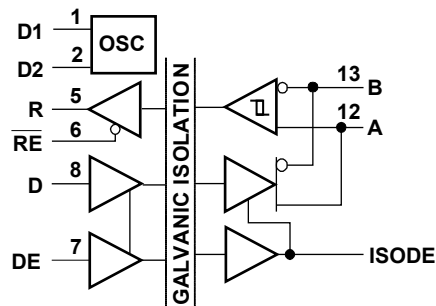 D1 1
OSC
D2 2
R 5
RE 6
D 8
DE 7
GALVANIC ISOLATION
13 B
12 A
ISODE